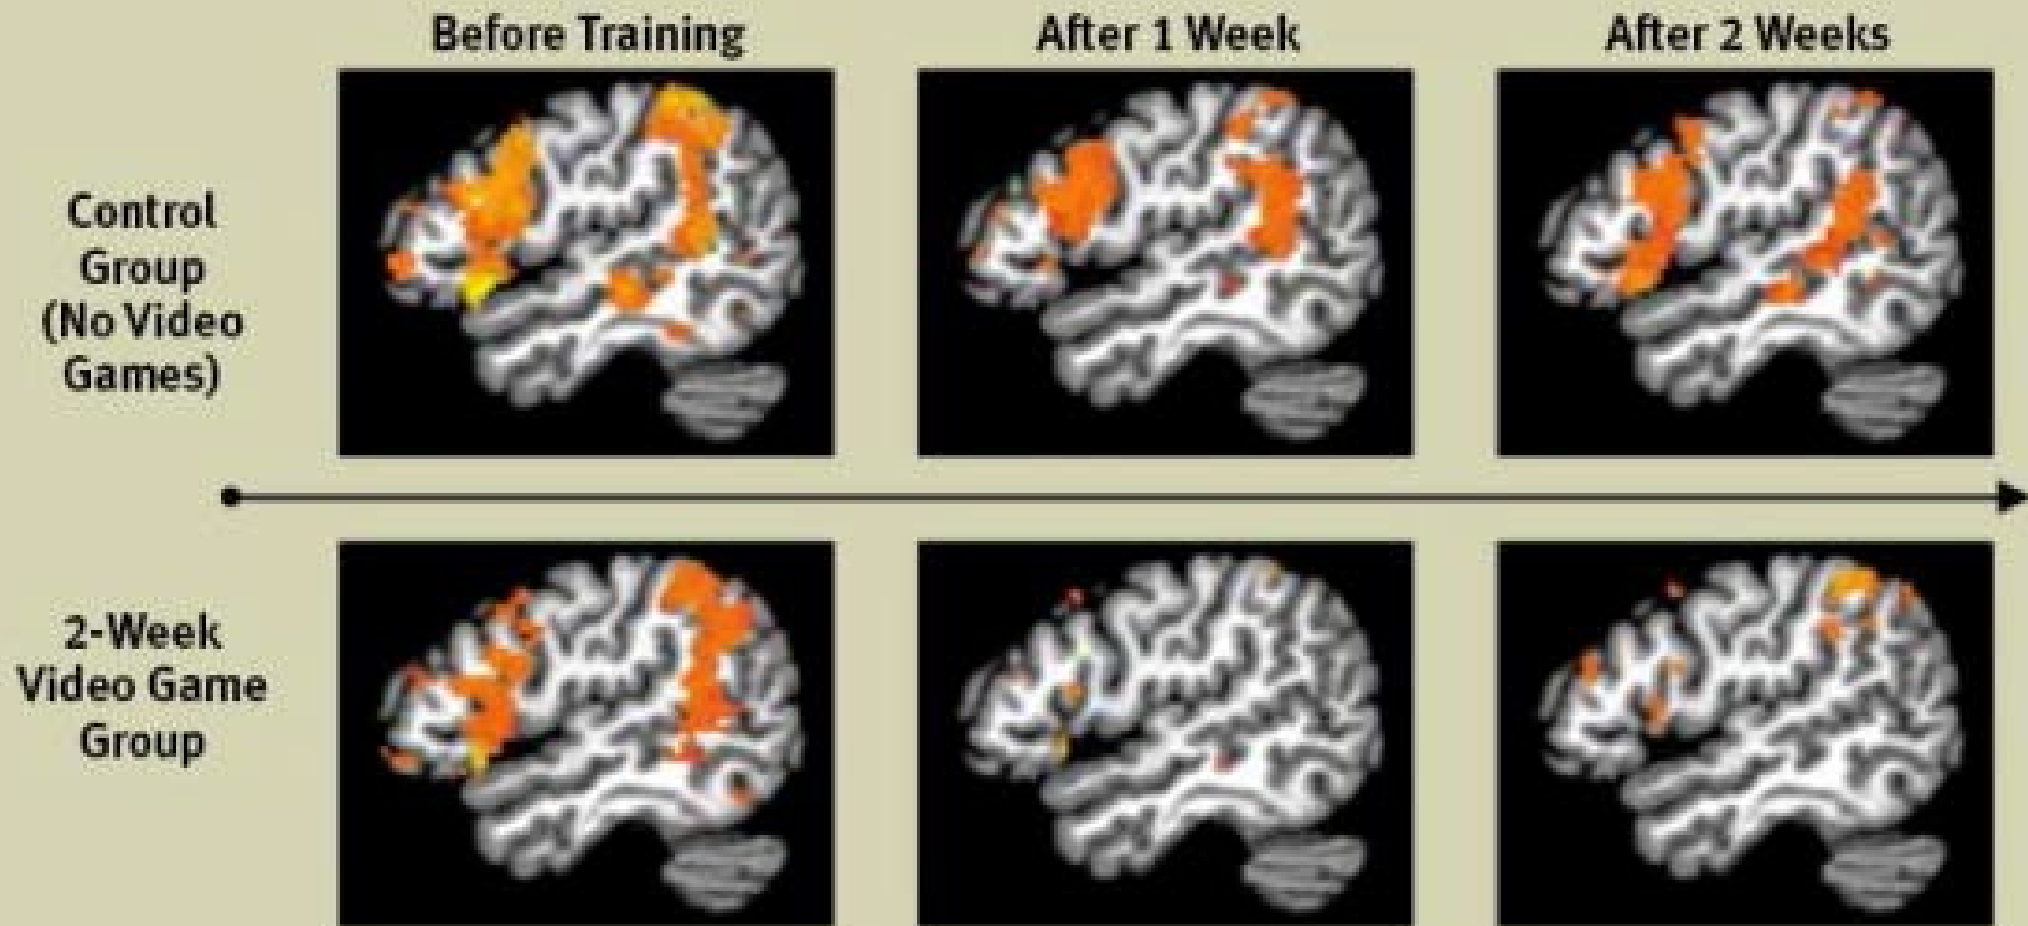 Before Training
After 1 Week
After 2 Weeks
Control
Group
(No Video
Games)
2-Week
Video Game
Group